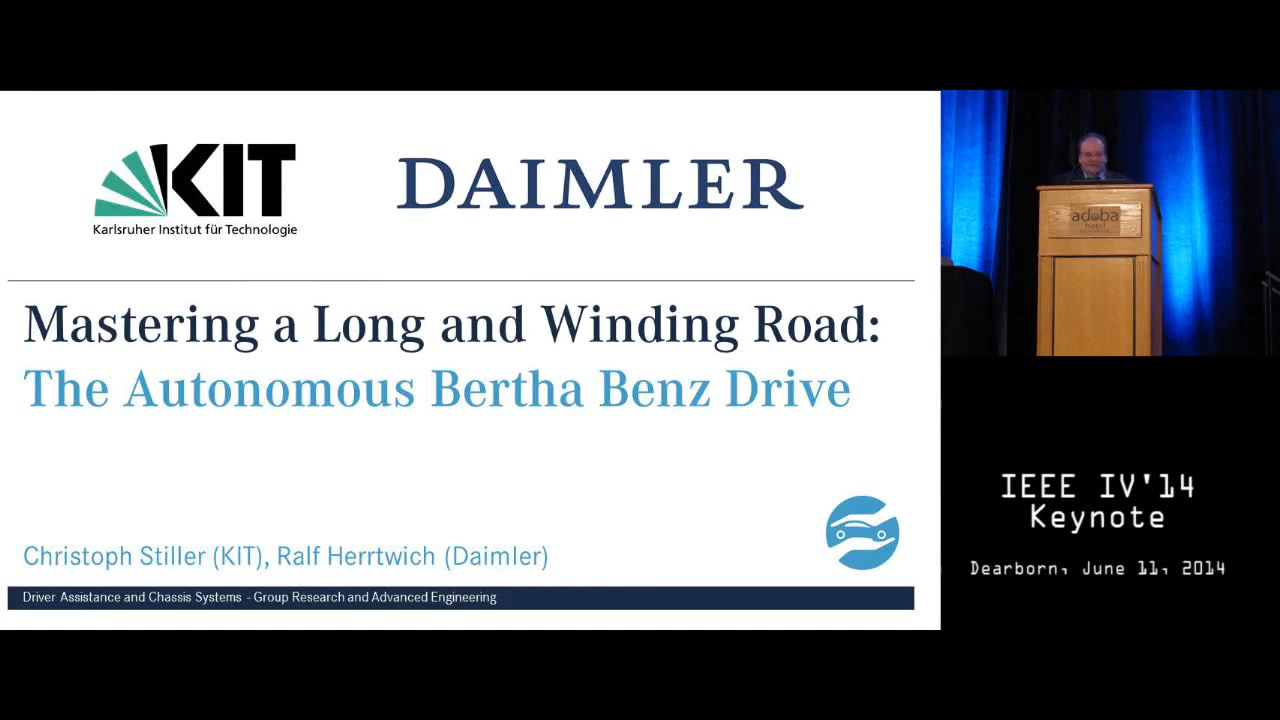 KIT
Karlsruher Institut für Technologie
DAIMLER
Mastering a Long and Winding Road:
The Autonomous Bertha Benz Drive
Christoph Stiller (KIT), Ralf Herrtwich (Daimler)
Driver Assistance and Chassis Systems - Group Research and Advanced Engineering
adoba
hotel
IEEE IV'14
Keynote
Dearborn, June 11, 2014